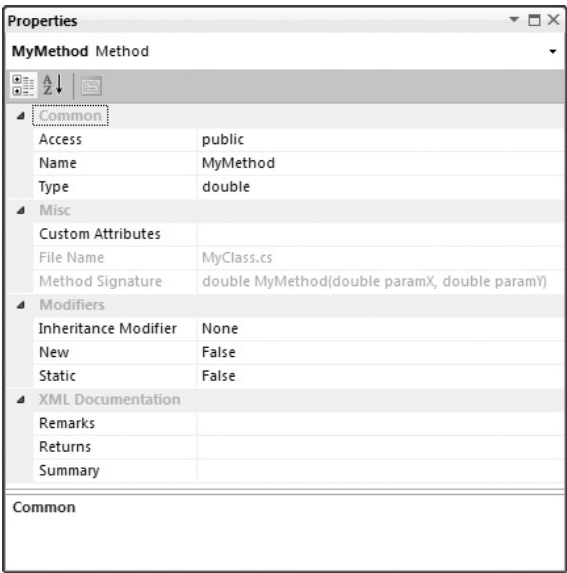 Properties
MyMethod Method
A
Z
Common
Access public
Name MyMethod
Type double
Misc
Custom Attributes
File Name MyClass.cs
Method Signature double MyMethod(double paramX, double paramY)
Modifiers
Inheritance Modifier None
New False
Static False
XML Documentation
Remarks
Returns
Summary
Common